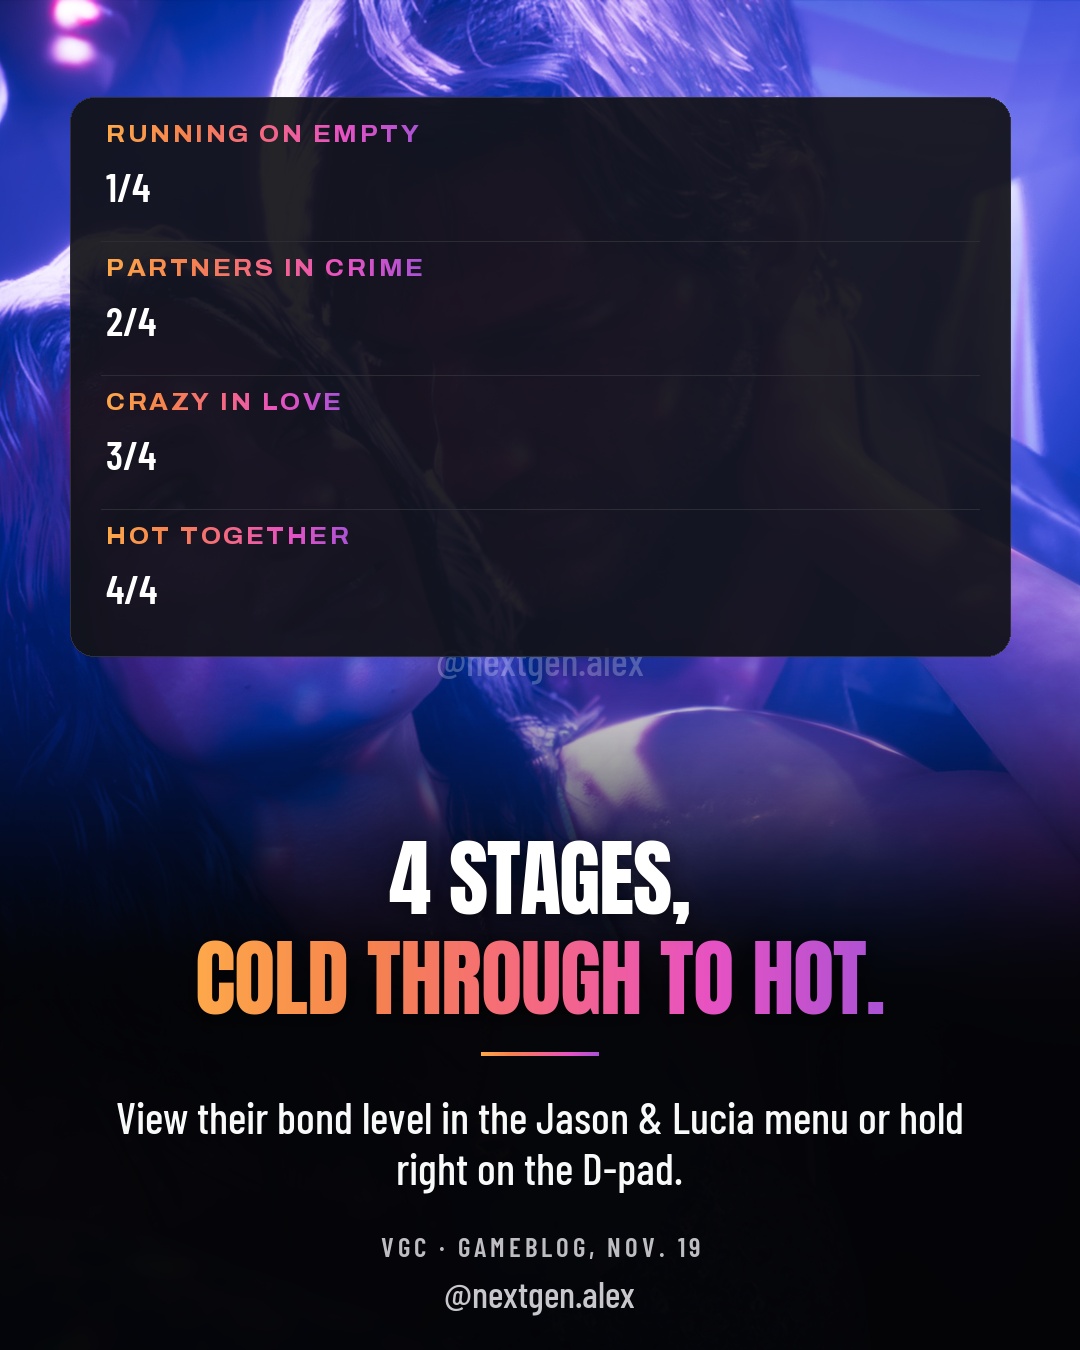 RUNNING ON EMPTY
1/4
PARTNERS IN CRIME
2/4
CRAZY IN LOVE
3/4
HOT TOGETHER
4/4
@nextgen.alex
4 STAGES,
COLD THROUGH TO HOT.
View their bond level in the Jason & Lucia menu or hold
right on the D-pad.
VGC · GAMEBLOG, NOV. 19
@nextgen.alex